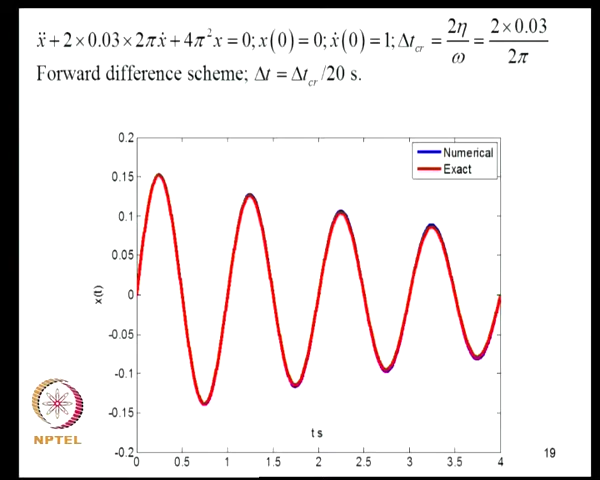 ẍ + 2 × 0.03 × 2πẋ + 4π²x = 0; x(0) = 0; ẋ(0) = 1; Δt_cr = 2η/ω = 2 × 0.03/2π
Forward difference scheme; Δt = Δt_cr/20 s.
Numerical
Exact
0.2
0.15
0.1
0.05
0
-0.05
-0.1
-0.15
-0.2
x(t)
t s
0 0.5 1 1.5 2 2.5 3 3.5 4
NPTEL
19